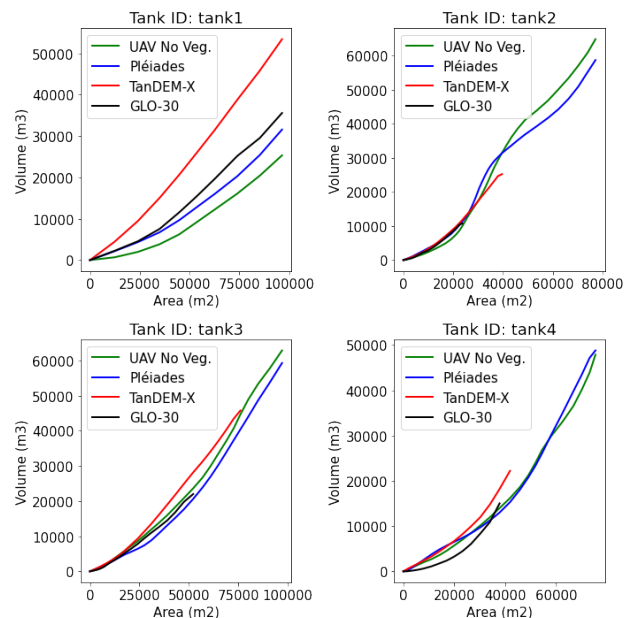 Tank ID: tank1
50000
40000
30000
20000
10000
0
Volume (m3)
UAV No Veg.
Pléiades
TanDEM-X
GLO-30
0
25000
50000
75000
100000
Area (m2)
Tank ID: tank2
70000
60000
50000
40000
30000
20000
10000
0
Volume (m3)
UAV No Veg.
Pléiades
TanDEM-X
GLO-30
0
20000
40000
60000
80000
Area (m2)
Tank ID: tank3
60000
50000
40000
30000
20000
10000
0
Volume (m3)
UAV No Veg.
Pléiades
TanDEM-X
GLO-30
0
25000
50000
75000
100000
Area (m2)
Tank ID: tank4
50000
40000
30000
20000
10000
0
Volume (m3)
UAV No Veg.
Pléiades
TanDEM-X
GLO-30
0
20000
40000
60000
Area (m2)